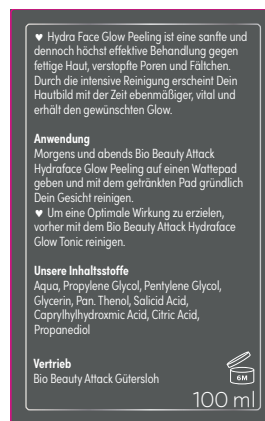 ♥ Hydra Face Glow Peeling ist eine sanfte und
dennoch höchst effektive Behandlung gegen
fettige Haut, verstopfte Poren und Fältchen.
Durch die intensive Reinigung erscheint Dein
Hautbild mit der Zeit ebenmäßiger, vital und
erhält den gewünschten Glow.
Anwendung
Morgens und abends Bio Beauty Attack
Hydraface Glow Peeling auf einen Wattepad
geben und mit dem getränkten Pad gründlich
Dein Gesicht reinigen.
♥ Um eine Optimale Wirkung zu erzielen,
vorher mit dem Bio Beauty Attack Hydraface
Glow Tonic reinigen.
Unsere Inhaltsstoffe
Aqua, Propylene Glycol, Pentylene Glycol,
Glycerin, Pan. Thenol, Salicid Acid,
Caprylhylhydroxmic Acid, Citric Acid,
Propanediol
Vertrieb
Bio Beauty Attack Gütersloh
6M
100 ml